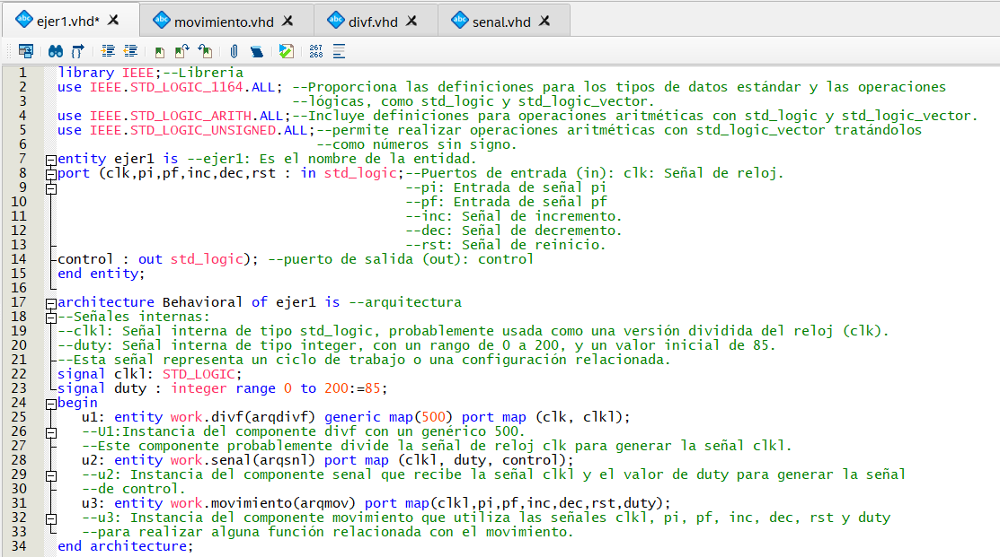 ejer1.vhd* movimiento.vhd divf.vhd senal.vhd
267
268
1 library IEEE;--Libreria
2 use IEEE.STD_LOGIC_1164.ALL; --Proporciona las definiciones para los tipos de datos estándar y las operaciones
3 --lógicas, como std_logic y std_logic_vector.
4 use IEEE.STD_LOGIC_ARITH.ALL;--Incluye definiciones para operaciones aritméticas con std_logic y std_logic_vector.
5 use IEEE.STD_LOGIC_UNSIGNED.ALL;--permite realizar operaciones aritméticas con std_logic_vector tratándolos
6 --como números sin signo.
7 entity ejer1 is --ejer1: Es el nombre de la entidad.
8 port (clk,pi,pf,inc,dec,rst : in std_logic;--Puertos de entrada (in): clk: Señal de reloj.
9 --pi: Entrada de señal pi
10 --pf: Entrada de señal pf
11 --inc: Señal de incremento.
12 --dec: Señal de decremento.
13 --rst: Señal de reinicio.
14 control : out std_logic); --puerto de salida (out): control
15 end entity;
16
17 architecture Behavioral of ejer1 is --arquitectura
18 --Señales internas:
19 --clkl: Señal interna de tipo std_logic, probablemente usada como una versión dividida del reloj (clk).
20 --duty: Señal interna de tipo integer, con un rango de 0 a 200, y un valor inicial de 85.
21 --Esta señal representa un ciclo de trabajo o una configuración relacionada.
22 signal clkl: STD_LOGIC;
23 signal duty : integer range 0 to 200:=85;
24 begin
25 u1: entity work.divf(arqdivf) generic map(500) port map (clk, clkl);
26 --U1:Instancia del componente divf con un genérico 500.
27 --Este componente probablemente divide la señal de reloj clk para generar la señal clkl.
28 u2: entity work.senal(arqsnl) port map (clkl, duty, control);
29 --u2: Instancia del componente senal que recibe la señal clkl y el valor de duty para generar la señal
30 --de control.
31 u3: entity work.movimiento(arqmov) port map(clkl,pi,pf,inc,dec,rst,duty);
32 --u3: Instancia del componente movimiento que utiliza las señales clkl, pi, pf, inc, dec, rst y duty
33 --para realizar alguna función relacionada con el movimiento.
34 end architecture;